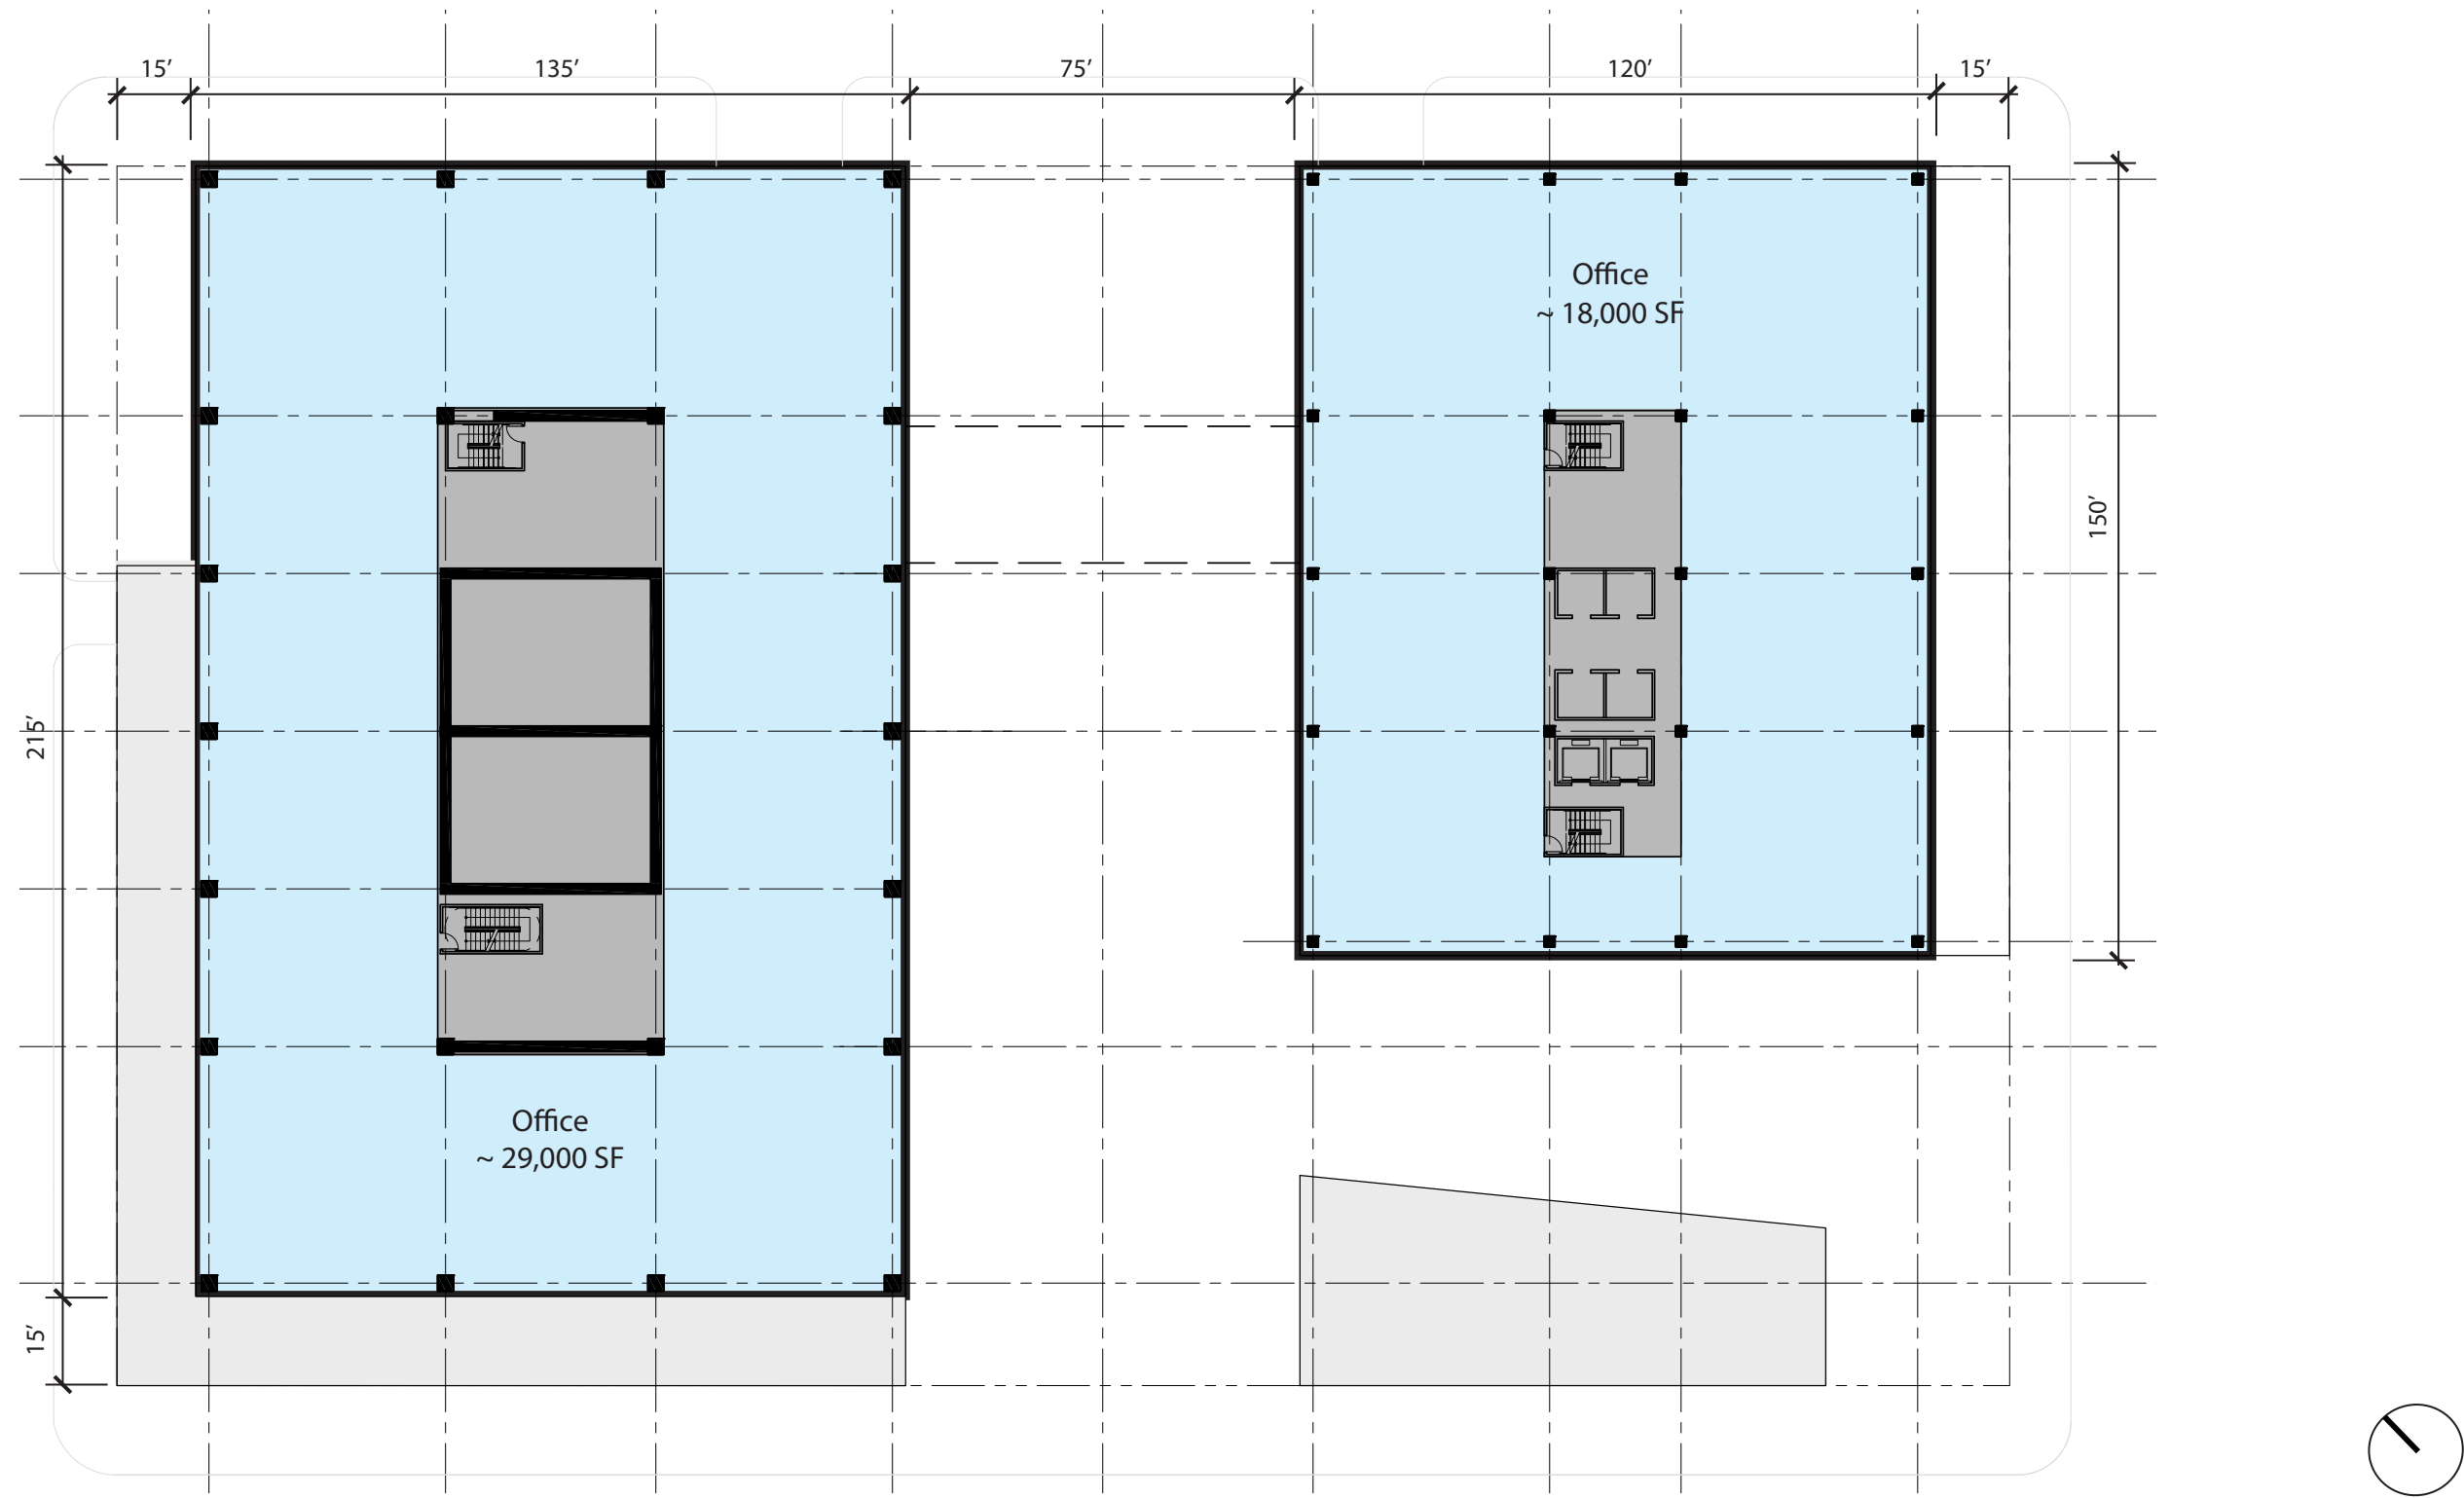 15’
135’
75’
120’
15’
Office
~ 18,000 SF
150’
215’
Office
~ 29,000 SF
15’